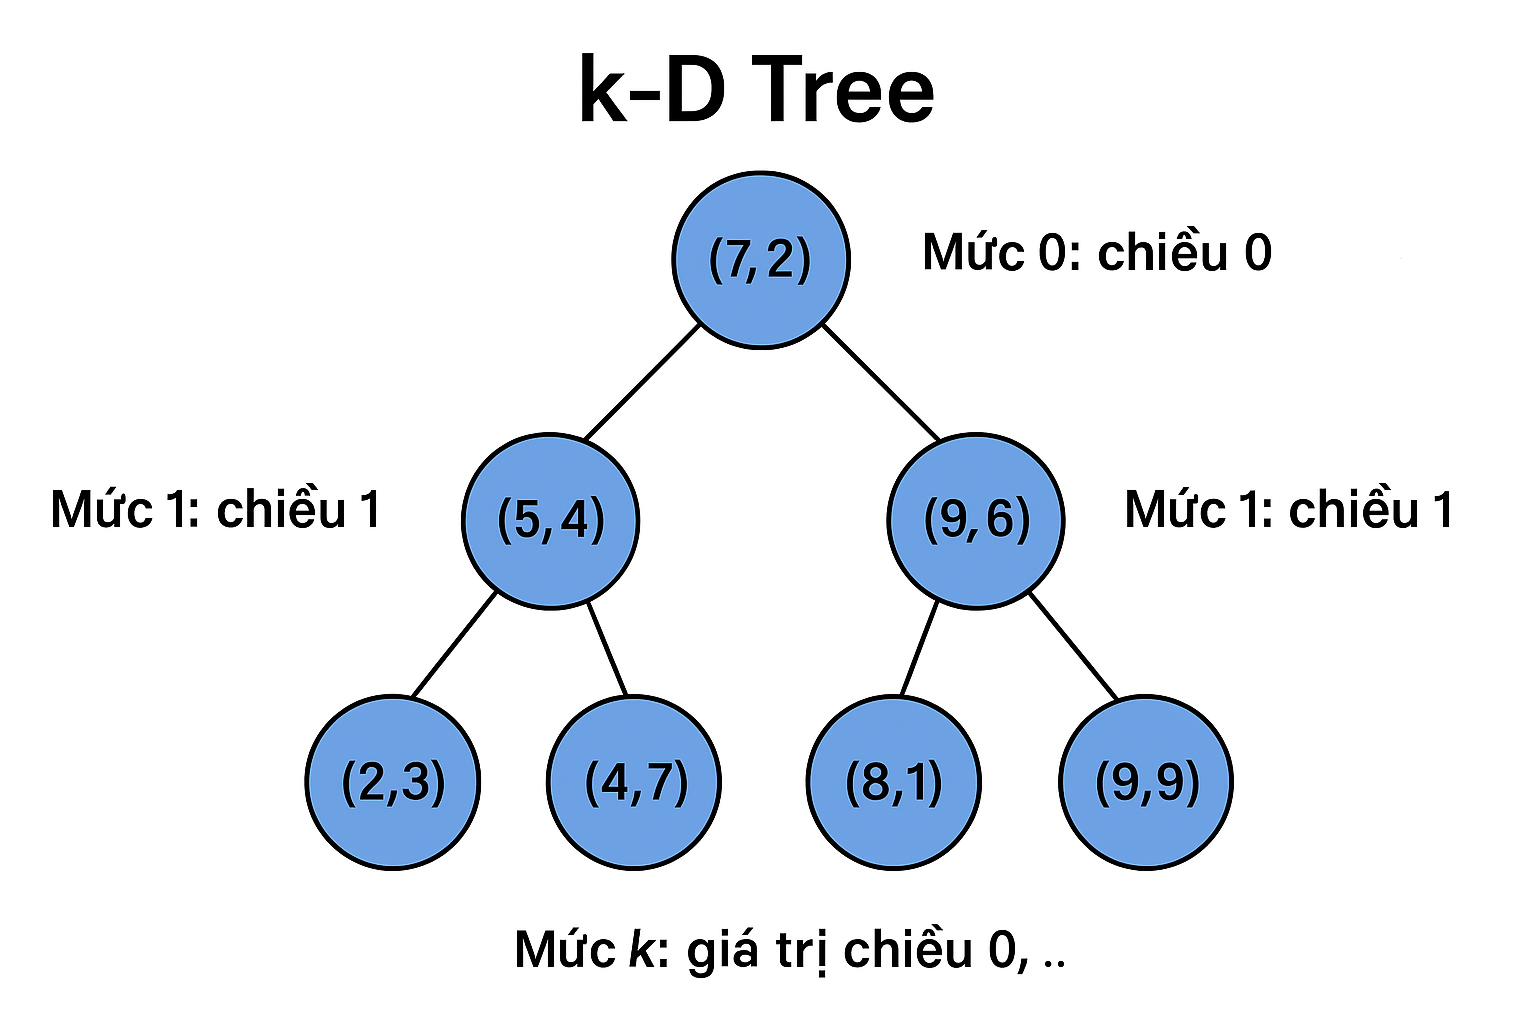 k-D Tree
(7, 2)
Mức 0: chiều 0
Mức 1: chiều 1
(5, 4)
(9, 6)
Mức 1: chiều 1
(2,3)
(4,7)
(8,1)
(9,9)
Mức k: giá trị chiều 0, ..